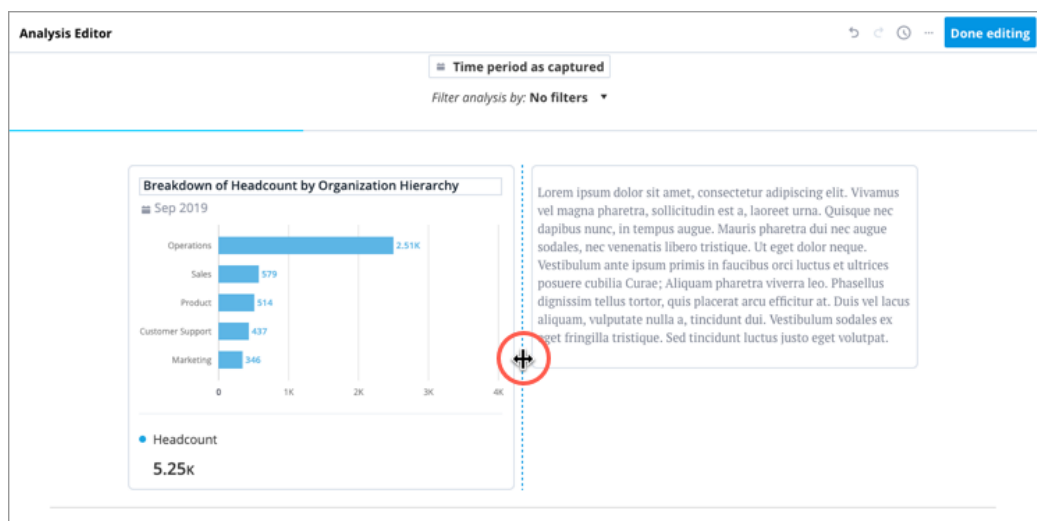 Analysis Editor
Done editing
Time period as captured
Filter analysis by: No filters
Breakdown of Headcount by Organization Hierarchy
Sep 2019
Operations 2.51K
Sales 579
Product 514
Customer Support 437
Marketing 346
0 1K 2K 3K 4K
Headcount
5.25K
Lorem ipsum dolor sit amet, consectetur adipiscing elit. Vivamus
vel magna pharetra, sollicitudin est a, laoreet urna. Quisque nec
dapibus nunc, in tempus augue. Mauris pharetra dui nec augue
sodales, nec venenatis libero tristique. Ut eget dolor neque.
Vestibulum ante ipsum primis in faucibus orci luctus et ultrices
posuere cubilia Curae; Aliquam pharetra viverra leo. Phasellus
dignissim tellus tortor, quis placerat arcu efficitur at. Duis vel lacus
aliquam, vulputate nulla a, tincidunt dui. Vestibulum sodales ex
eget fringilla tristique. Sed tincidunt luctus justo eget volutpat.